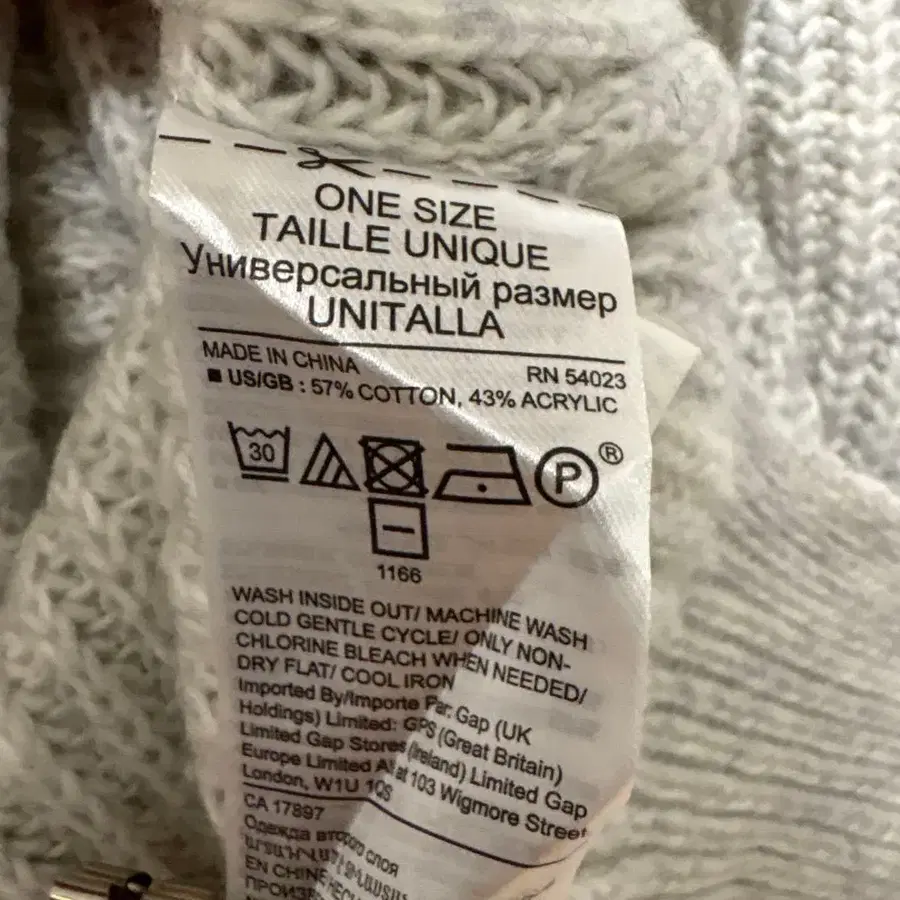 ONE SIZE
TAILLE UNIQUE
Универсальный размер
UNITALLA
MADE IN CHINA RN 54023
■ US/GB : 57% COTTON, 43% ACRYLIC
30 P ®
1166
WASH INSIDE OUT/ MACHINE WASH
COLD GENTLE CYCLE/ ONLY NON-
CHLORINE BLEACH WHEN NEEDED/
DRY FLAT/ COOL IRON
Imported By/Importe Par: Gap (UK
Holdings) Limited: GPS (Great Britain)
Limited Gap Stores (Ireland) Limited Gap
Europe Limited All at 103 Wigmore Street
London, W1U 1QS
CA 17897
Одежда второго слоя
EN CHINE